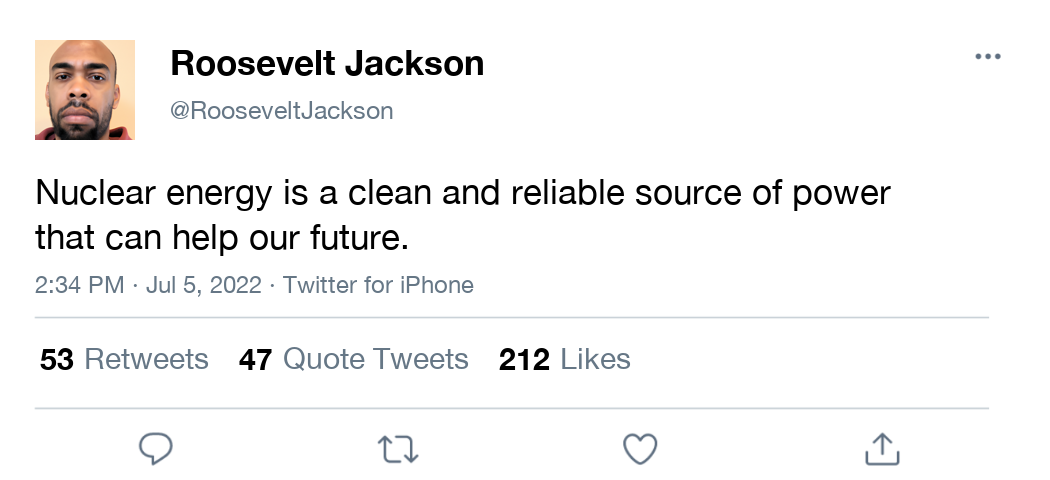 Roosevelt Jackson
@RooseveltJackson
Nuclear energy is a clean and reliable source of power
that can help our future.
2:34 PM · Jul 5, 2022 · Twitter for iPhone
53 Retweets 47 Quote Tweets 212 Likes